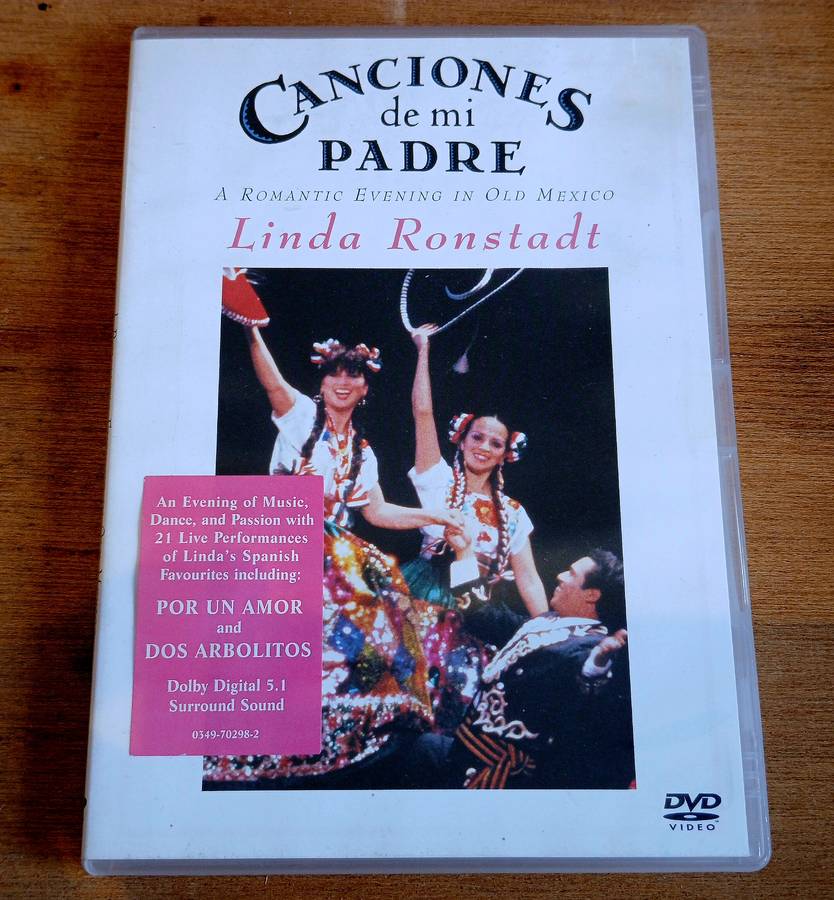 CANCIONES
de mi
PADRE
A ROMANTIC EVENING IN OLD MEXICO
Linda Ronstadt
An Evening of Music,
Dance, and Passion with
21 Live Performances
of Linda's Spanish
Favourites including:
POR UN AMOR
and
DOS ARBOLITOS
Dolby Digital 5.1
Surround Sound
0349-70298-2
DVD
VIDEO